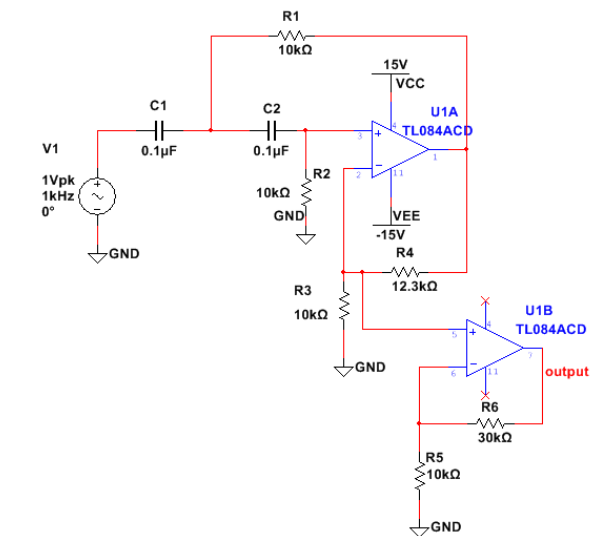 R1
10kΩ
15V
VCC
C1
C2
U1A
TL084ACD
4
3
+
1
−
2
11
0.1µF
0.1µF
V1
1Vpk
1kHz
0°
+
R2
10kΩ
GND
VEE
-15V
GND
R4
12.3kΩ
R3
10kΩ
U1B
TL084ACD
4
5
+
7
−
6
11
output
GND
R6
30kΩ
R5
10kΩ
GND